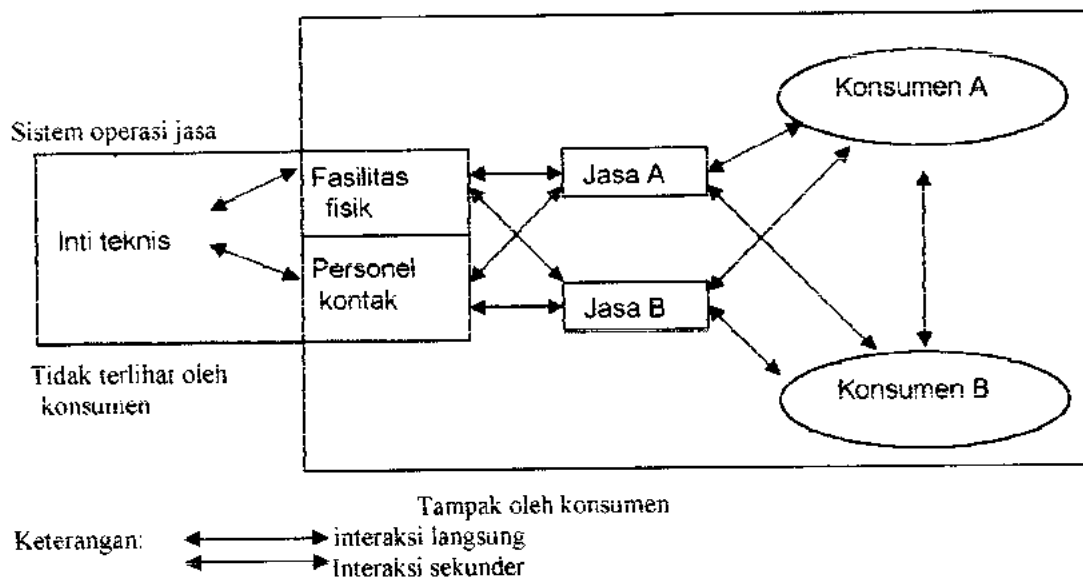 Konsumen A
Sistem operasi jasa
Fasilitas
fisik
Jasa A
Inti teknis
Personel
kontak
Jasa B
Tidak terlihat oleh
konsumen
Konsumen B
Tampak oleh konsumen
Keterangan:
interaksi langsung
Interaksi sekunder